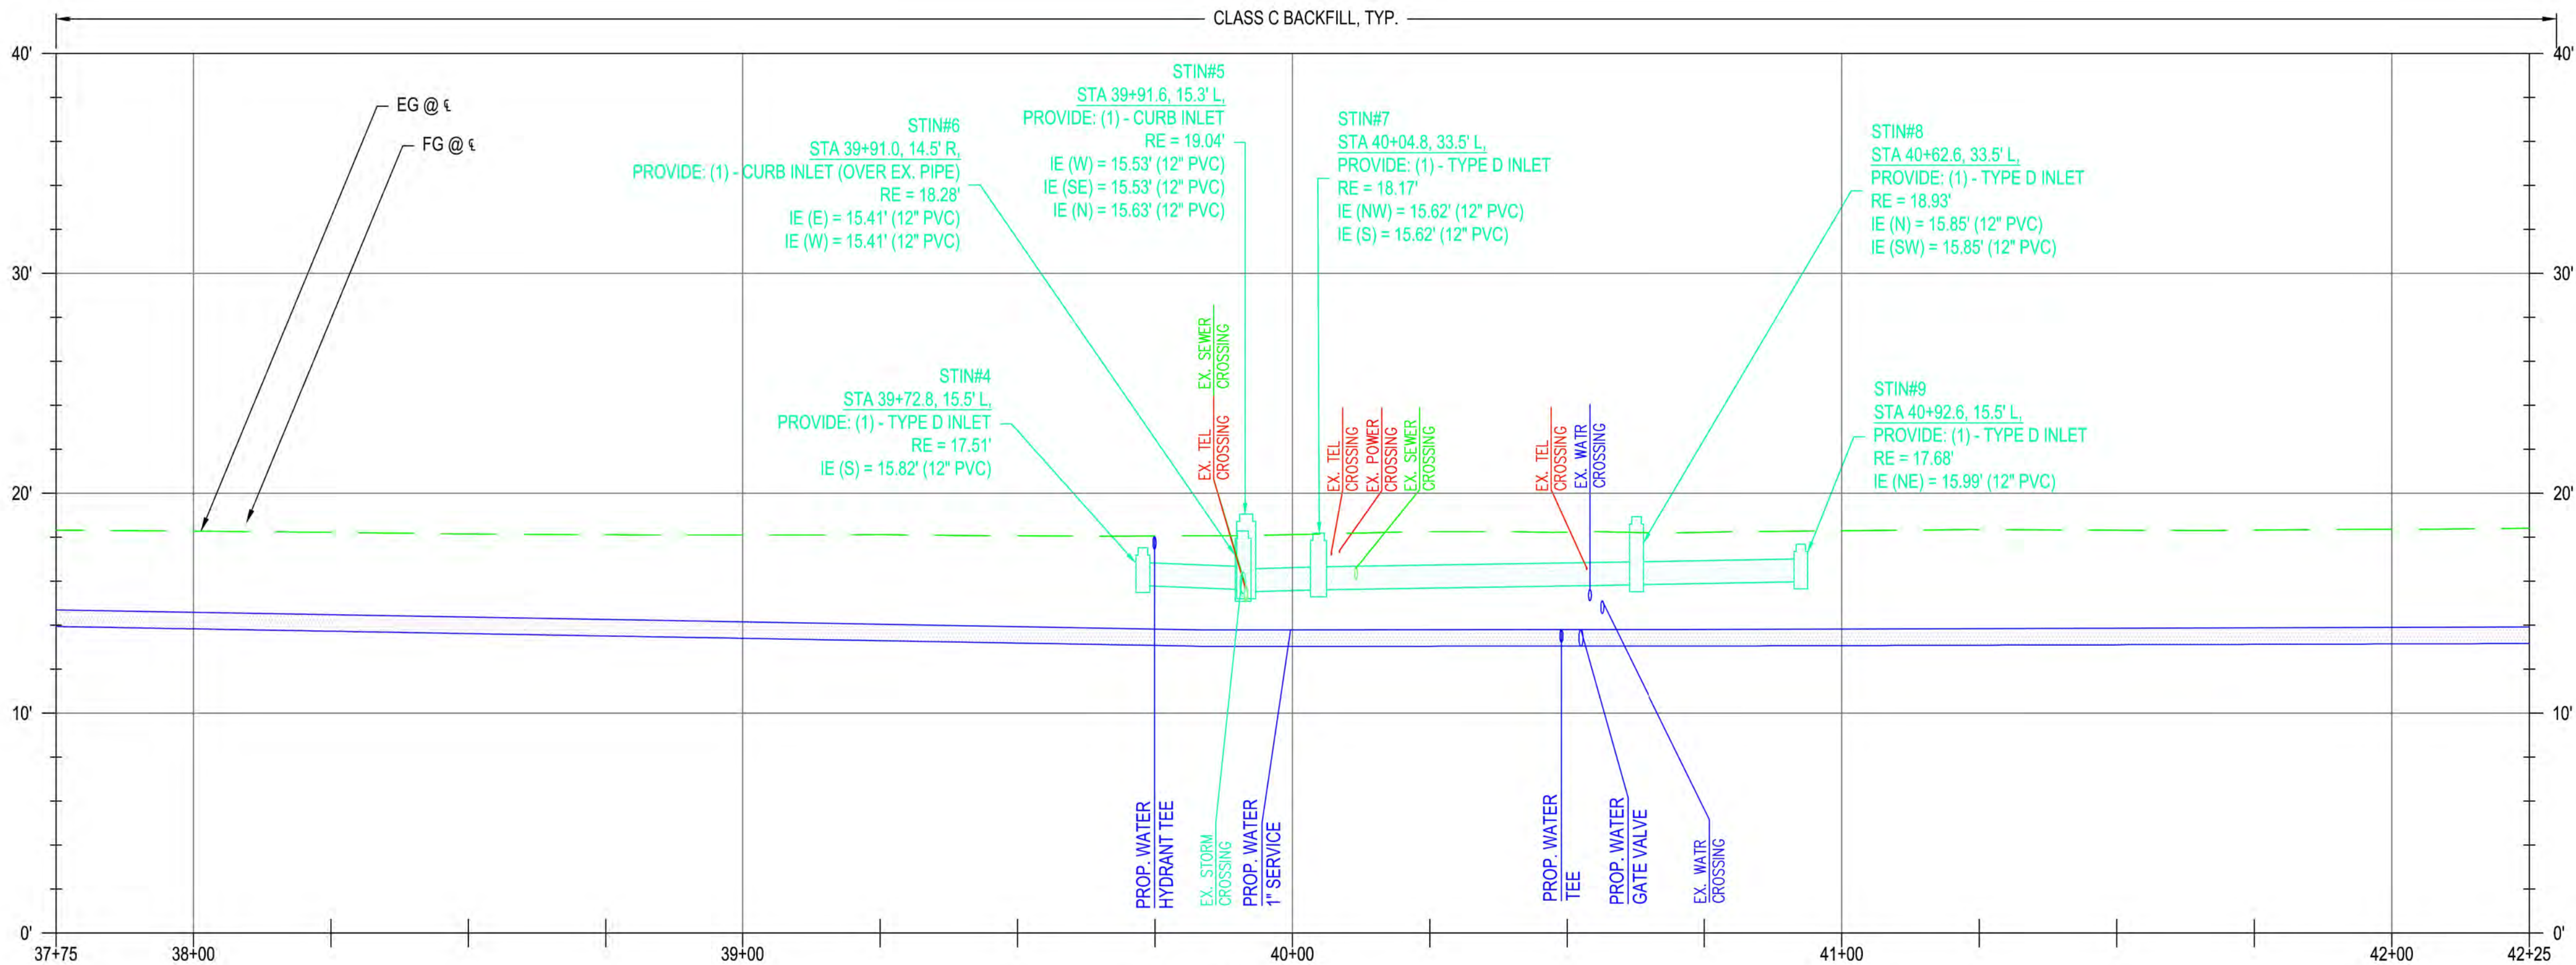 CLASS C BACKFILL, TYP.
40'
40'
EG @ ℄
FG @ ℄
STIN#6
STA 39+91.0, 14.5' R,
PROVIDE: (1) - CURB INLET (OVER EX. PIPE)
RE = 18.28'
IE (E) = 15.41' (12" PVC)
IE (W) = 15.41' (12" PVC)
STIN#5
STA 39+91.6, 15.3' L,
PROVIDE: (1) - CURB INLET
RE = 19.04'
IE (W) = 15.53' (12" PVC)
IE (SE) = 15.53' (12" PVC)
IE (N) = 15.63' (12" PVC)
STIN#7
STA 40+04.8, 33.5' L,
PROVIDE: (1) - TYPE D INLET
RE = 18.17'
IE (NW) = 15.62' (12" PVC)
IE (S) = 15.62' (12" PVC)
STIN#8
STA 40+62.6, 33.5' L,
PROVIDE: (1) - TYPE D INLET
RE = 18.93'
IE (N) = 15.85' (12" PVC)
IE (SW) = 15.85' (12" PVC)
30'
30'
STIN#4
STA 39+72.8, 15.5' L,
PROVIDE: (1) - TYPE D INLET
RE = 17.51'
IE (S) = 15.82' (12" PVC)
EX. SEWER
CROSSING
EX. TEL
CROSSING
EX. TEL
CROSSING
EX. POWER
CROSSING
EX. SEWER
CROSSING
EX. TEL
CROSSING
EX. WATR
CROSSING
STIN#9
STA 40+92.6, 15.5' L,
PROVIDE: (1) - TYPE D INLET
RE = 17.68'
IE (NE) = 15.99' (12" PVC)
20'
20'
10'
10'
PROP. WATER
HYDRANT TEE
EX. STORM
CROSSING
PROP. WATER
1" SERVICE
PROP. WATER
TEE
PROP. WATER
GATE VALVE
EX. WATR
CROSSING
0'
0'
37+75
38+00
39+00
40+00
41+00
42+00
42+25